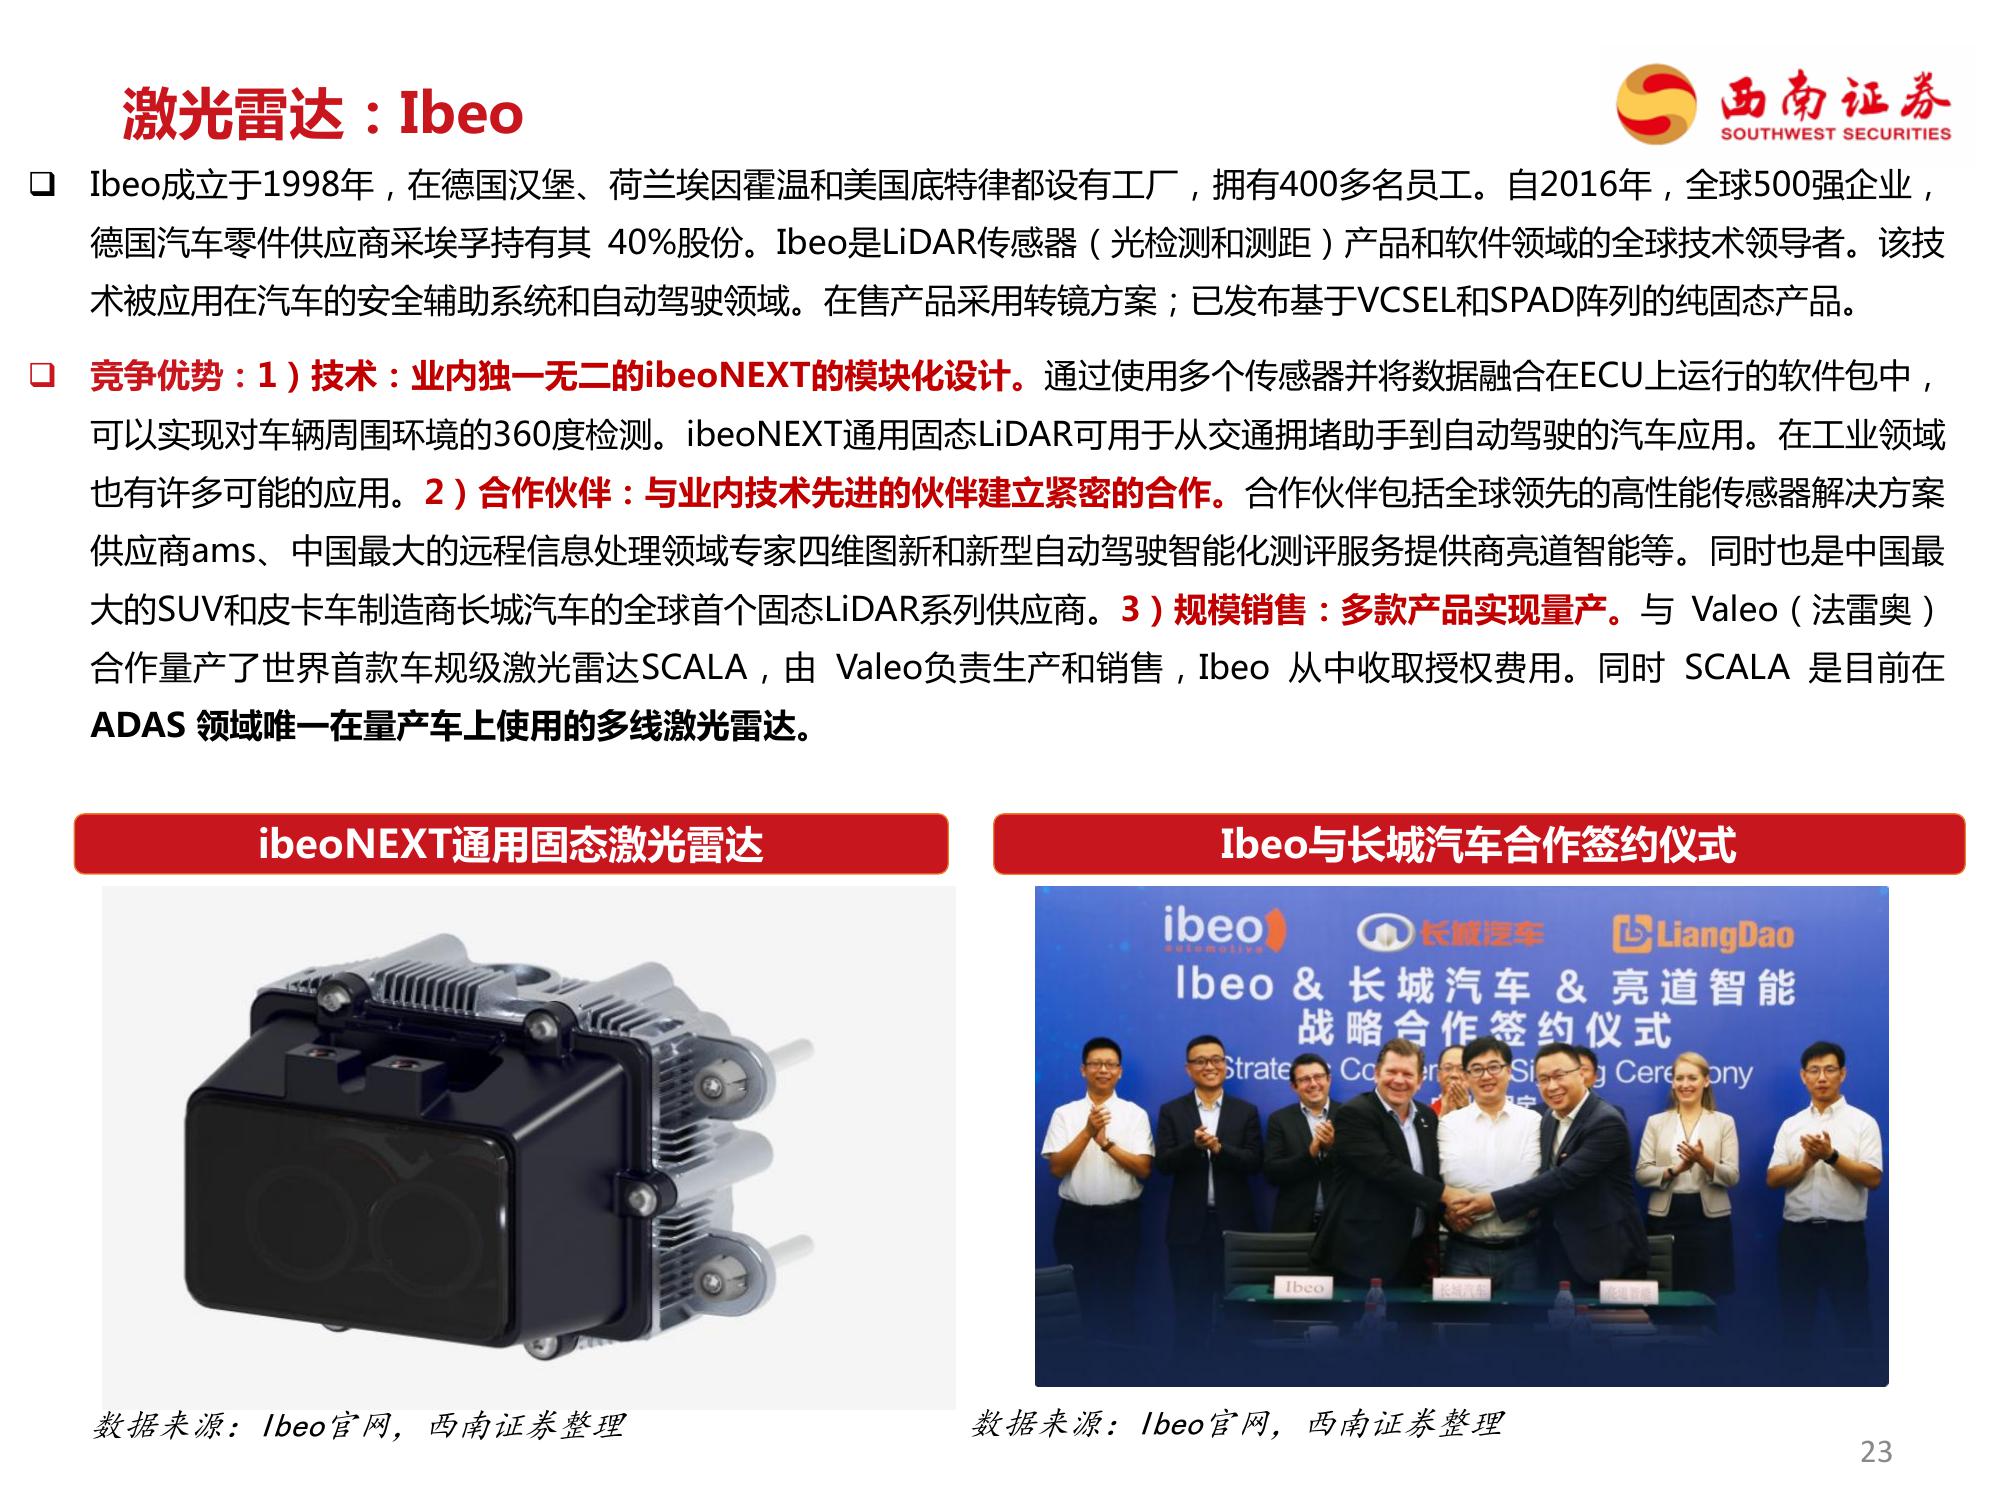 激光雷达：Ibeo
西南证券
SOUTHWEST SECURITIES
Ibeo成立于1998年，在德国汉堡、荷兰埃因霍温和美国底特律都设有工厂，拥有400多名员工。自2016年，全球500强企业，
德国汽车零件供应商采埃孚持有其 40%股份。Ibeo是LiDAR传感器（光检测和测距）产品和软件领域的全球技术领导者。该技
术被应用在汽车的安全辅助系统和自动驾驶领域。在售产品采用转镜方案；已发布基于VCSEL和SPAD阵列的纯固态产品。
竞争优势：1）技术：业内独一无二的ibeoNEXT的模块化设计。通过使用多个传感器并将数据融合在ECU上运行的软件包中，
可以实现对车辆周围环境的360度检测。ibeoNEXT通用固态LiDAR可用于从交通拥堵助手到自动驾驶的汽车应用。在工业领域
也有许多可能的应用。2）合作伙伴：与业内技术先进的伙伴建立紧密的合作。合作伙伴包括全球领先的高性能传感器解决方案
供应商ams、中国最大的远程信息处理领域专家四维图新和新型自动驾驶智能化测评服务提供商亮道智能等。同时也是中国最
大的SUV和皮卡车制造商长城汽车的全球首个固态LiDAR系列供应商。3）规模销售：多款产品实现量产。与 Valeo（法雷奥）
合作量产了世界首款车规级激光雷达SCALA，由 Valeo负责生产和销售，Ibeo 从中收取授权费用。同时 SCALA 是目前在
ADAS 领域唯一在量产车上使用的多线激光雷达。
ibeoNEXT通用固态激光雷达
Ibeo与长城汽车合作签约仪式
ibeo automotive
长城汽车
LiangDao
Ibeo & 长城汽车 & 亮道智能
战略合作签约仪式
Ibeo
长城汽车
亮道智能
数据来源：Ibeo官网，西南证券整理
数据来源：Ibeo官网，西南证券整理
23